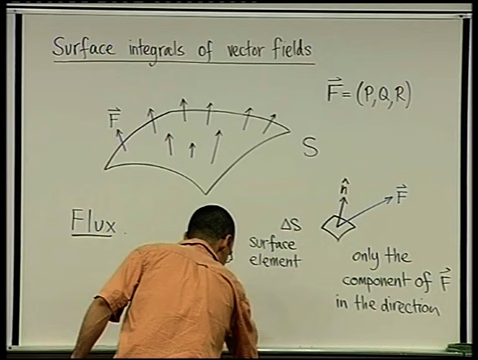 Surface integrals of vector fields
F⃗ = (P,Q,R)
F⃗
S
Flux.
n̂
F⃗
ΔS
surface
element
only the
component of F⃗
in the direction